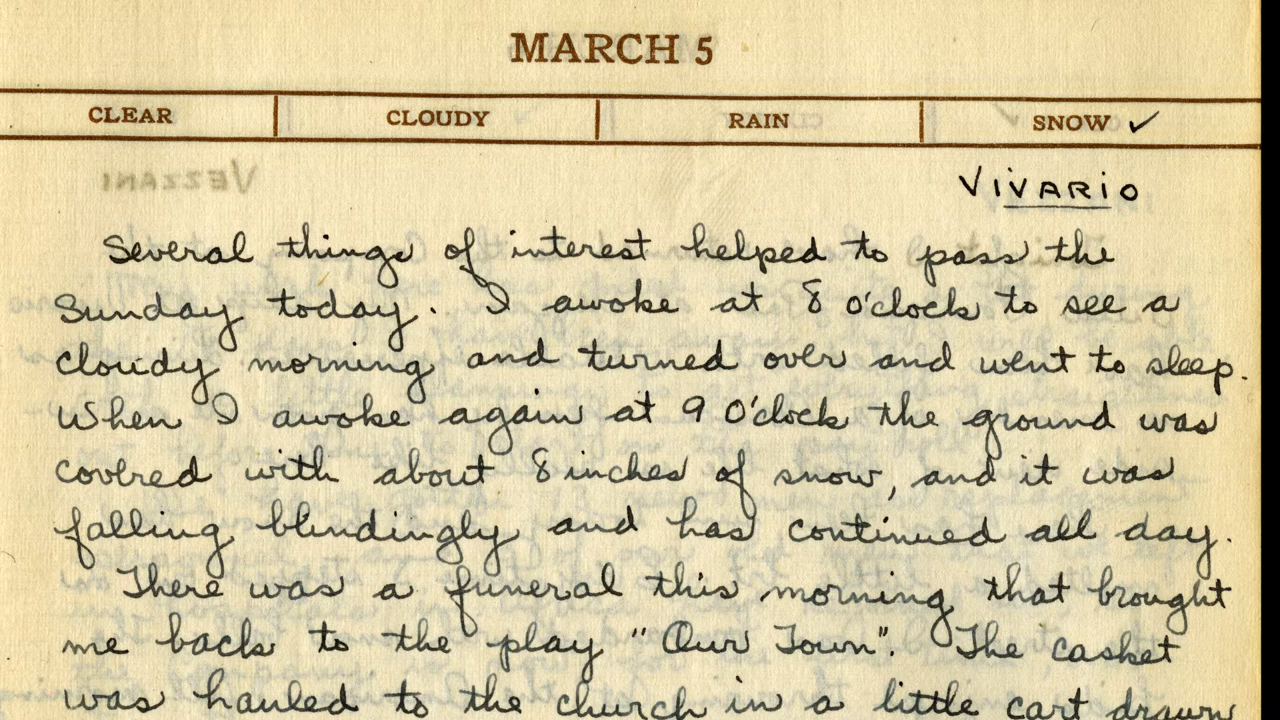 MARCH 5
CLEAR CLOUDY RAIN SNOW ✓
VEZZANI VIVARIO
Several things of interest helped to pass the
Sunday today. I awoke at 8 o'clock to see a
cloudy morning and turned over and went to sleep.
When I awoke again at 9 o'clock the ground was
covered with about 8 inches of snow, and it was
falling blindingly and has continued all day.
There was a funeral this morning that brought
me back to the play "Our Town". The casket
was hauled to the church in a little cart drawn